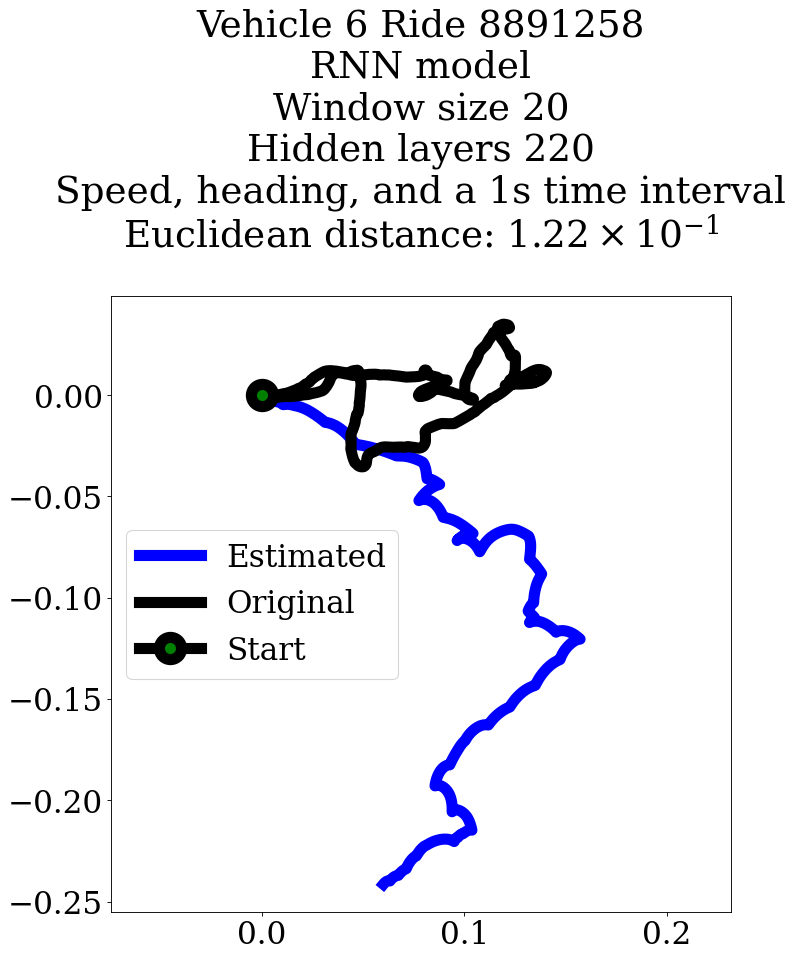 Vehicle 6 Ride 8891258
RNN model
Window size 20
Hidden layers 220
Speed, heading, and a 1s time interval
Euclidean distance: 1.22 × 10⁻¹
0.00
−0.05
−0.10
−0.15
−0.20
−0.25
Estimated
Original
Start
0.0 0.1 0.2